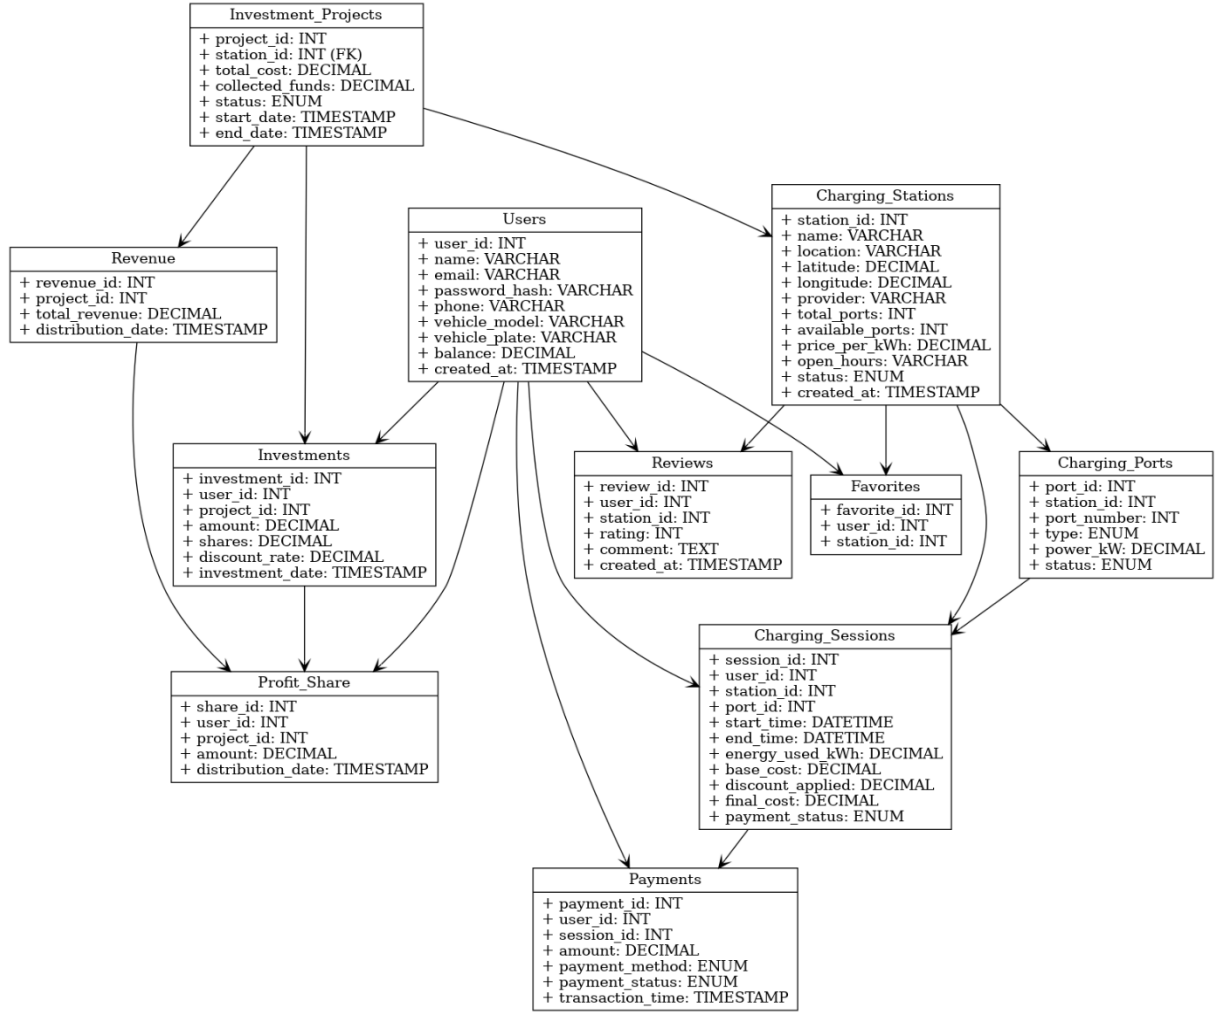 Investment_Projects
+ project_id: INT
+ station_id: INT (FK)
+ total_cost: DECIMAL
+ collected_funds: DECIMAL
+ status: ENUM
+ start_date: TIMESTAMP
+ end_date: TIMESTAMP
Charging_Stations
+ station_id: INT
+ name: VARCHAR
+ location: VARCHAR
+ latitude: DECIMAL
+ longitude: DECIMAL
+ provider: VARCHAR
+ total_ports: INT
+ available_ports: INT
+ price_per_kWh: DECIMAL
+ open_hours: VARCHAR
+ status: ENUM
+ created_at: TIMESTAMP
Users
+ user_id: INT
+ name: VARCHAR
+ email: VARCHAR
+ password_hash: VARCHAR
+ phone: VARCHAR
+ vehicle_model: VARCHAR
+ vehicle_plate: VARCHAR
+ balance: DECIMAL
+ created_at: TIMESTAMP
Revenue
+ revenue_id: INT
+ project_id: INT
+ total_revenue: DECIMAL
+ distribution_date: TIMESTAMP
Investments
+ investment_id: INT
+ user_id: INT
+ project_id: INT
+ amount: DECIMAL
+ shares: DECIMAL
+ discount_rate: DECIMAL
+ investment_date: TIMESTAMP
Reviews
+ review_id: INT
+ user_id: INT
+ station_id: INT
+ rating: INT
+ comment: TEXT
+ created_at: TIMESTAMP
Favorites
+ favorite_id: INT
+ user_id: INT
+ station_id: INT
Charging_Ports
+ port_id: INT
+ station_id: INT
+ port_number: INT
+ type: ENUM
+ power_kW: DECIMAL
+ status: ENUM
Charging_Sessions
+ session_id: INT
+ user_id: INT
+ station_id: INT
+ port_id: INT
+ start_time: DATETIME
+ end_time: DATETIME
+ energy_used_kWh: DECIMAL
+ base_cost: DECIMAL
+ discount_applied: DECIMAL
+ final_cost: DECIMAL
+ payment_status: ENUM
Profit_Share
+ share_id: INT
+ user_id: INT
+ project_id: INT
+ amount: DECIMAL
+ distribution_date: TIMESTAMP
Payments
+ payment_id: INT
+ user_id: INT
+ session_id: INT
+ amount: DECIMAL
+ payment_method: ENUM
+ payment_status: ENUM
+ transaction_time: TIMESTAMP